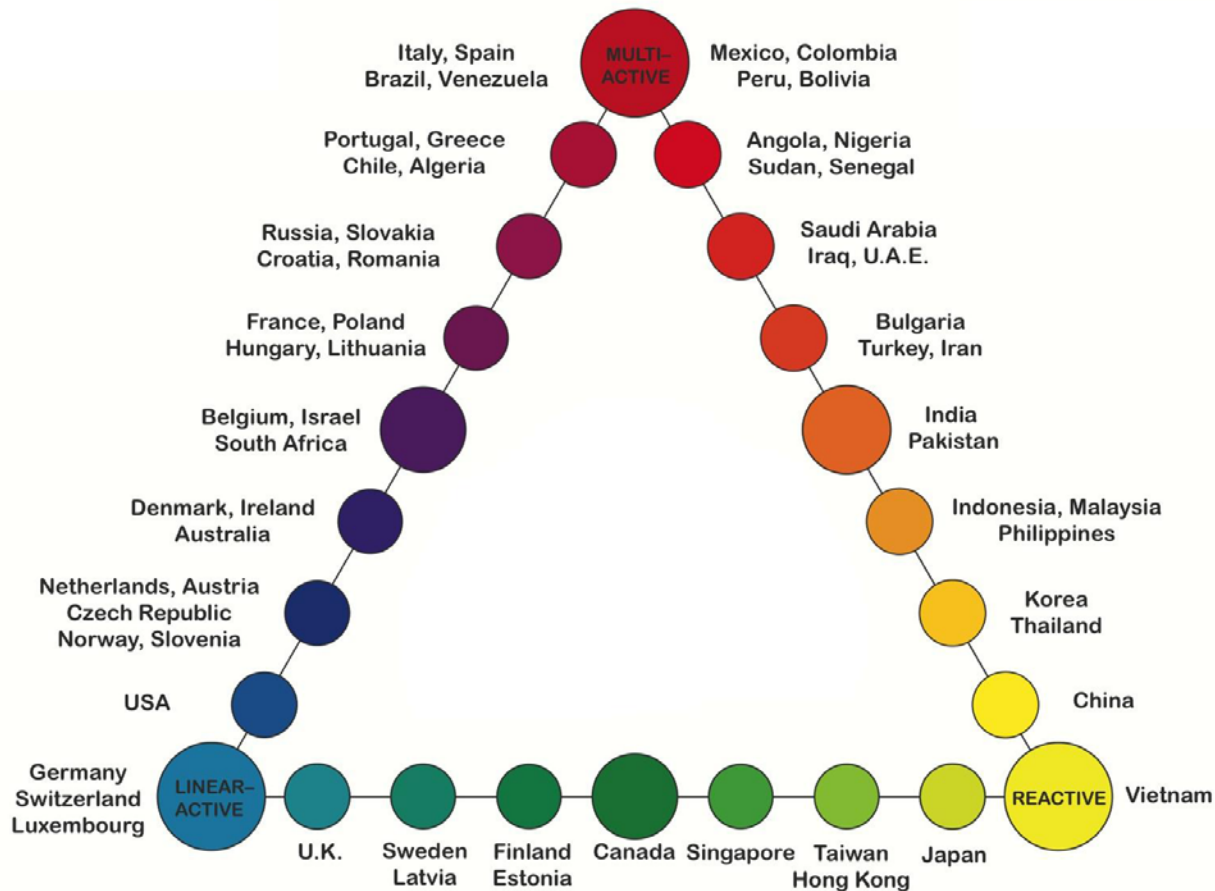 Italy, Spain
Brazil, Venezuela
MULTI–
ACTIVE
Mexico, Colombia
Peru, Bolivia
Portugal, Greece
Chile, Algeria
Angola, Nigeria
Sudan, Senegal
Russia, Slovakia
Croatia, Romania
Saudi Arabia
Iraq, U.A.E.
France, Poland
Hungary, Lithuania
Bulgaria
Turkey, Iran
Belgium, Israel
South Africa
India
Pakistan
Denmark, Ireland
Australia
Indonesia, Malaysia
Philippines
Netherlands, Austria
Czech Republic
Norway, Slovenia
Korea
Thailand
USA
China
Germany
Switzerland
Luxembourg
LINEAR–
ACTIVE
REACTIVE
Vietnam
U.K.
Sweden
Latvia
Finland
Estonia
Canada
Singapore
Taiwan
Hong Kong
Japan